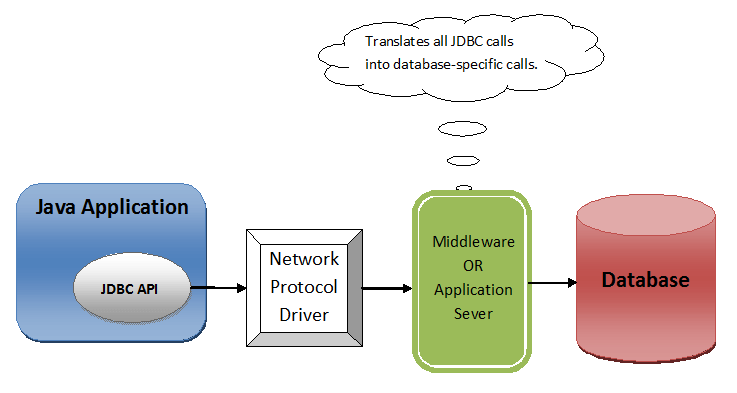 Translates all JDBC calls
into database-specific calls.
Java Application
JDBC API
Network
Protocol
Driver
Middleware
OR
Application
Sever
Database